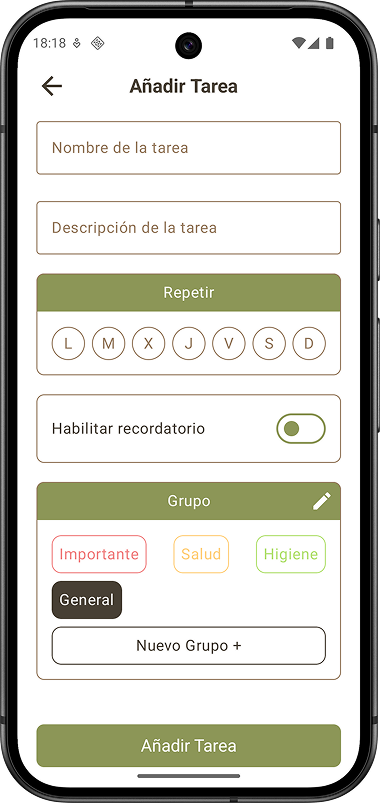 18:18
Añadir Tarea
Nombre de la tarea
Descripción de la tarea
Repetir
L M X J V S D
Habilitar recordatorio
Grupo
Importante Salud Higiene
General
Nuevo Grupo +
Añadir Tarea